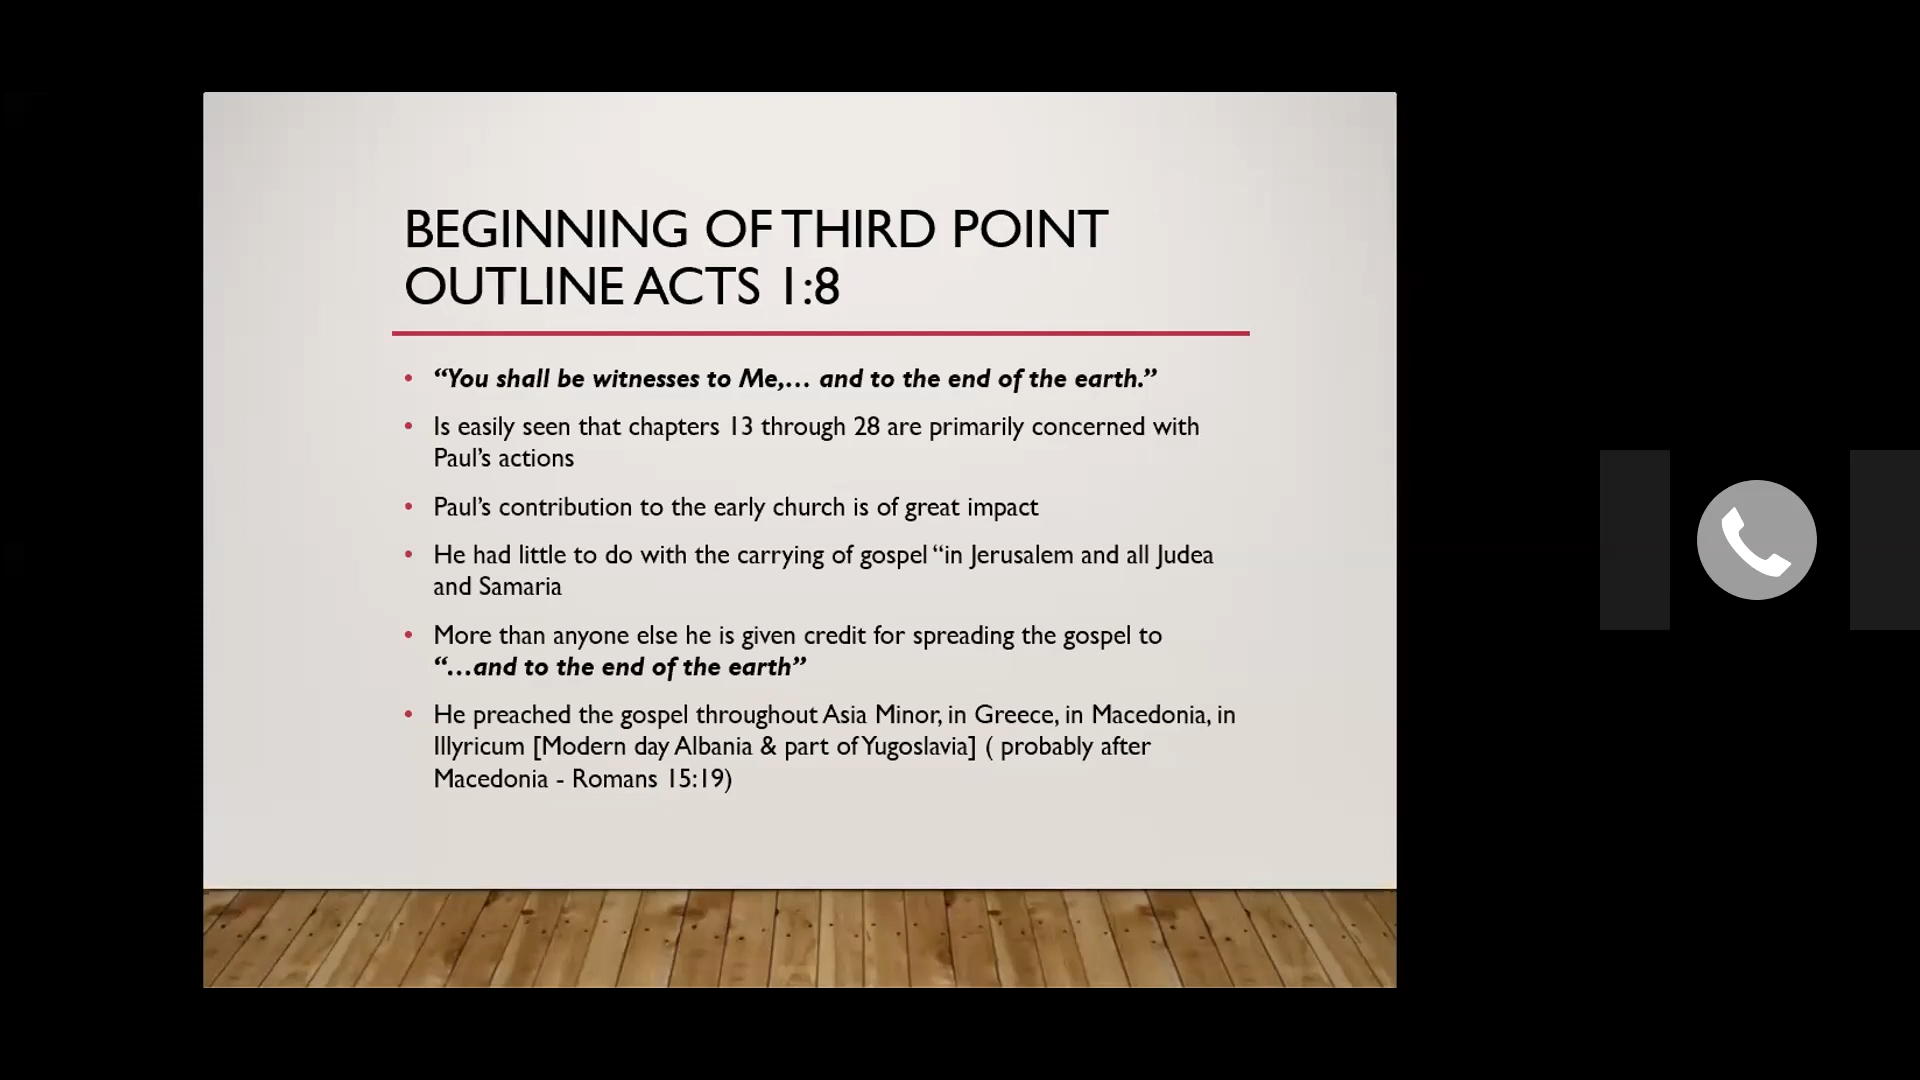 BEGINNING OF THIRD POINT
OUTLINE ACTS 1:8
• “You shall be witnesses to Me,… and to the end of the earth.”
• Is easily seen that chapters 13 through 28 are primarily concerned with
Paul’s actions
• Paul’s contribution to the early church is of great impact
• He had little to do with the carrying of gospel “in Jerusalem and all Judea
and Samaria
• More than anyone else he is given credit for spreading the gospel to
“…and to the end of the earth”
• He preached the gospel throughout Asia Minor, in Greece, in Macedonia, in
Illyricum [Modern day Albania & part of Yugoslavia] ( probably after
Macedonia - Romans 15:19)